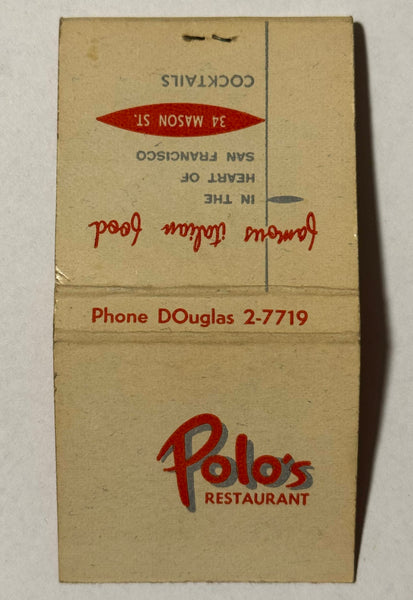 famous italian food
IN THE
HEART OF
SAN FRANCISCO
34 MASON ST.
COCKTAILS
Phone DOuglas 2-7719
Polo's
RESTAURANT